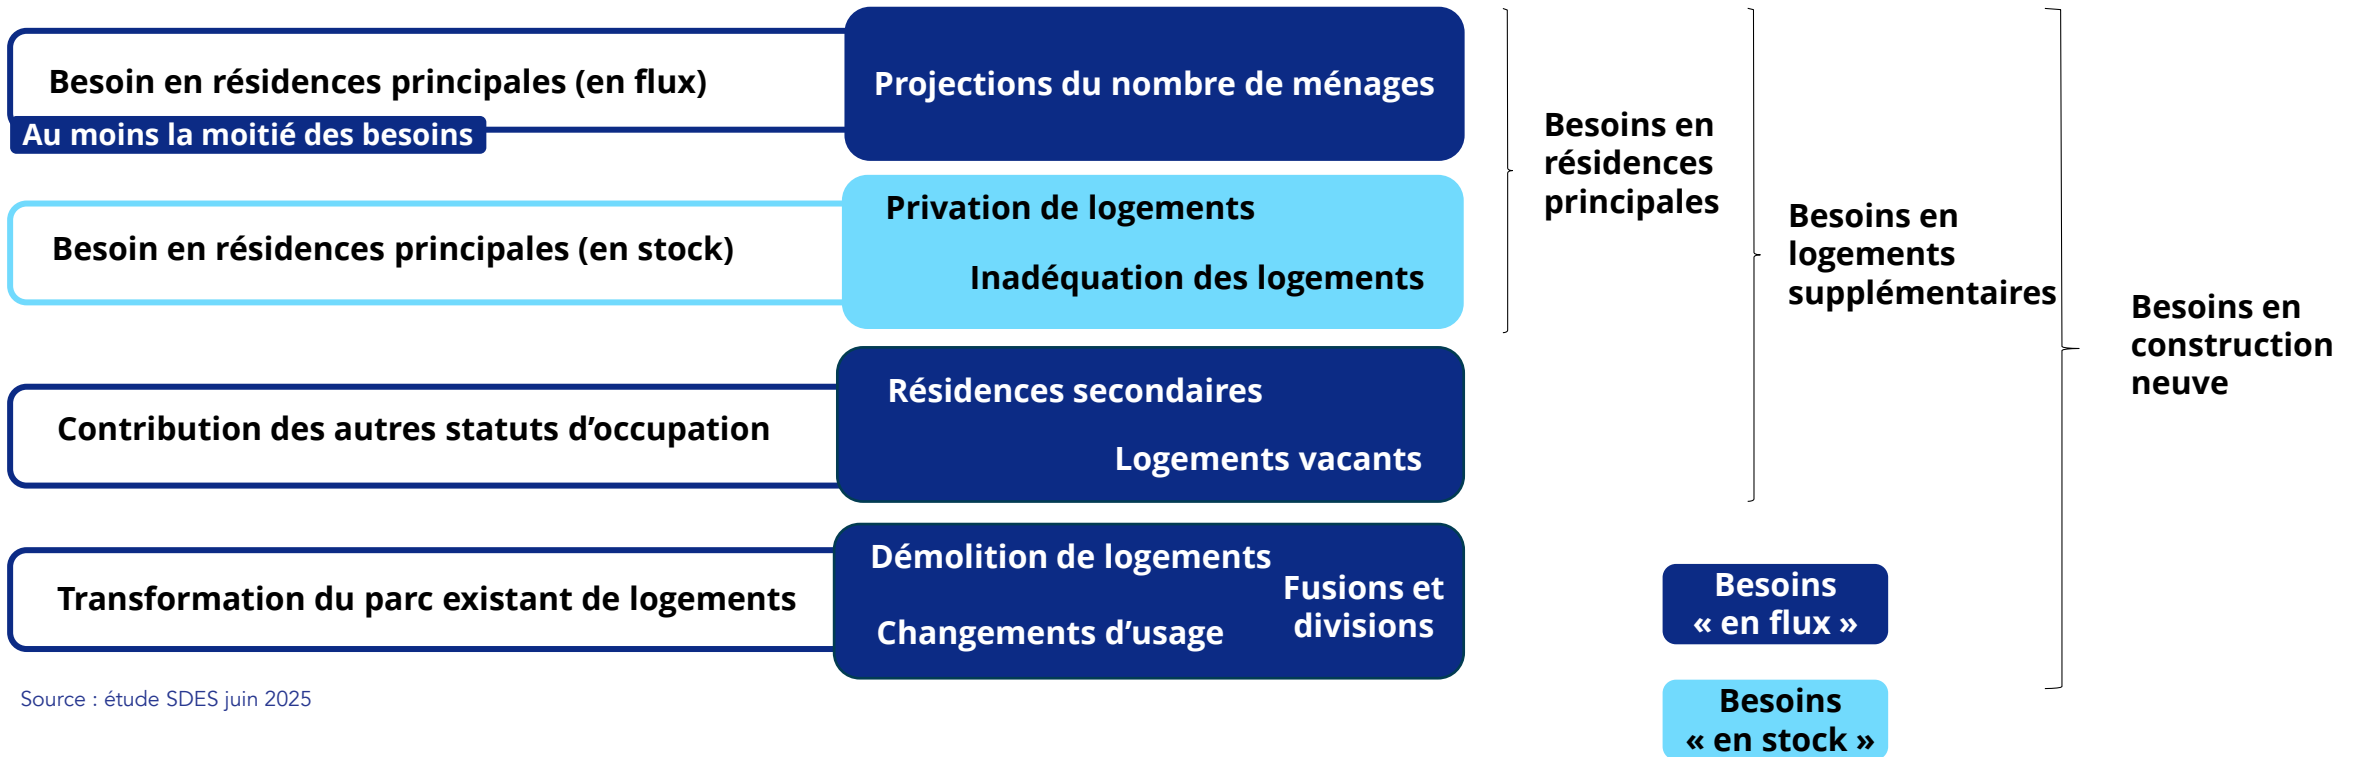 Besoin en résidences principales (en flux)
Au moins la moitié des besoins
Projections du nombre de ménages
Besoin en résidences principales (en stock)
Privation de logements
Inadéquation des logements
Contribution des autres statuts d’occupation
Résidences secondaires
Logements vacants
Transformation du parc existant de logements
Démolition de logements
Fusions et
divisions
Changements d’usage
Besoins en
résidences
principales
Besoins en
logements
supplémentaires
Besoins en
construction
neuve
Besoins
« en flux »
Besoins
« en stock »
Source : étude SDES juin 2025